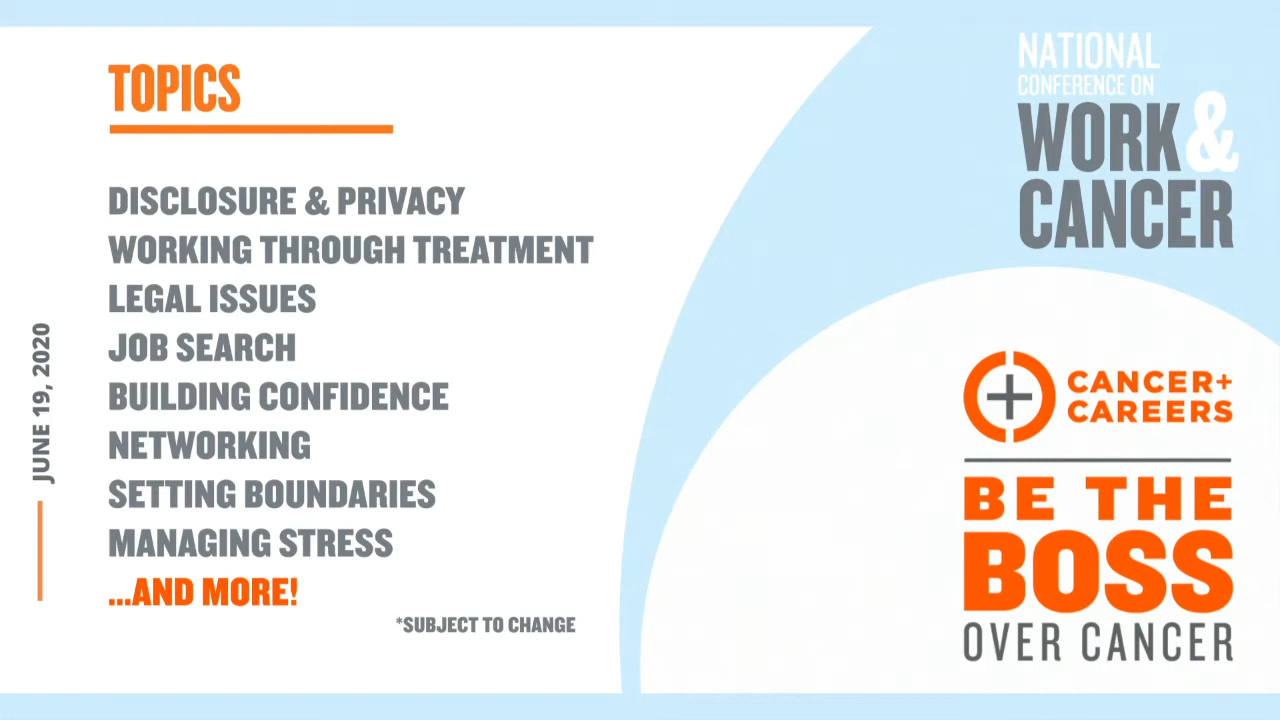 TOPICS
DISCLOSURE & PRIVACY
WORKING THROUGH TREATMENT
LEGAL ISSUES
JOB SEARCH
BUILDING CONFIDENCE
NETWORKING
SETTING BOUNDARIES
MANAGING STRESS
...AND MORE!
*SUBJECT TO CHANGE
JUNE 19, 2020
NATIONAL
CONFERENCE ON
WORK &
CANCER
CANCER+
CAREERS
BE THE
BOSS
OVER CANCER